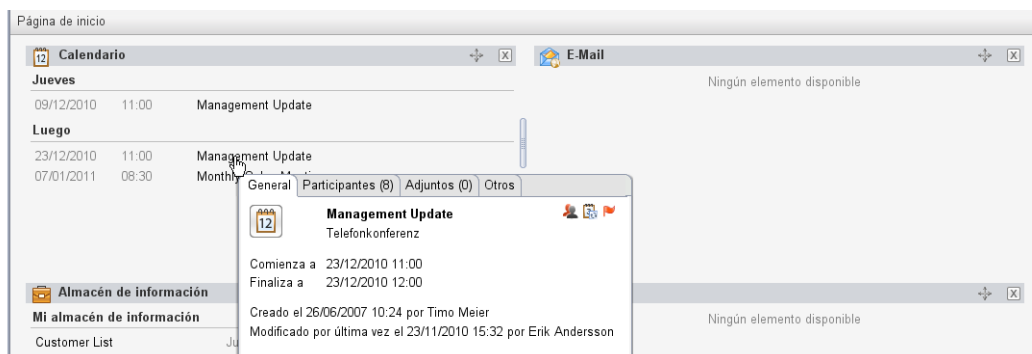 Página de inicio
12 Calendario
X
E-Mail
X
Jueves
Ningún elemento disponible
09/12/2010 11:00 Management Update
Luego
23/12/2010 11:00 Management Update
07/01/2011 08:30 Monthly
General Participantes (8) Adjuntos (0) Otros
12 Management Update
Telefonkonferenz
Comienza a 23/12/2010 11:00
Finaliza a 23/12/2010 12:00
Almacén de información
X
Creado el 26/06/2007 10:24 por Timo Meier
Mi almacén de información
Ningún elemento disponible
Modificado por última vez el 23/11/2010 15:32 por Erik Andersson
Customer List